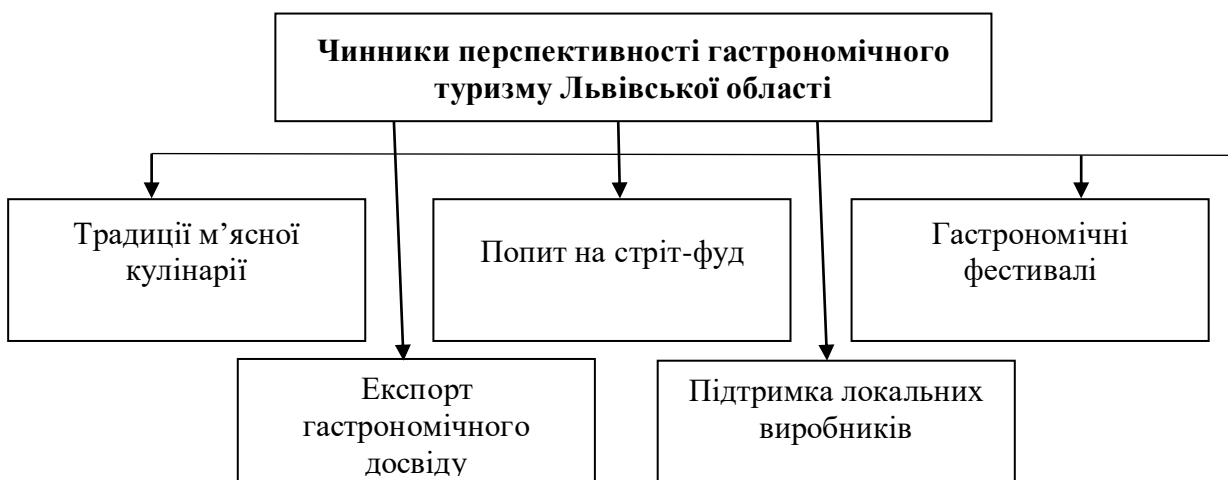 Чинники перспективності гастрономічного
туризму Львівської області
Традиції м’ясної
кулінарії
Попит на стріт-фуд
Гастрономічні
фестивалі
Експорт
гастрономічного
досвіду
Підтримка локальних
виробників